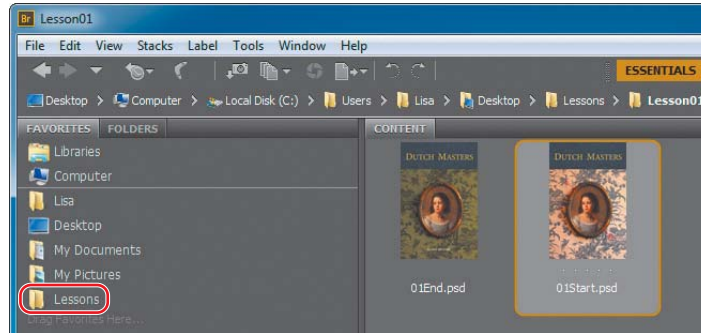 Br Lesson01
File Edit View Stacks Label Tools Window Help
ESSENTIALS
Desktop > Computer > Local Disk (C:) > Users > Lisa > Desktop > Lessons > Lesson01
FAVORITES FOLDERS
CONTENT
Libraries
Computer
Lisa
Desktop
My Documents
My Pictures
Lessons
Drag Favorites Here...
DUTCH MASTERS
DUTCH MASTERS
01End.psd
01Start.psd